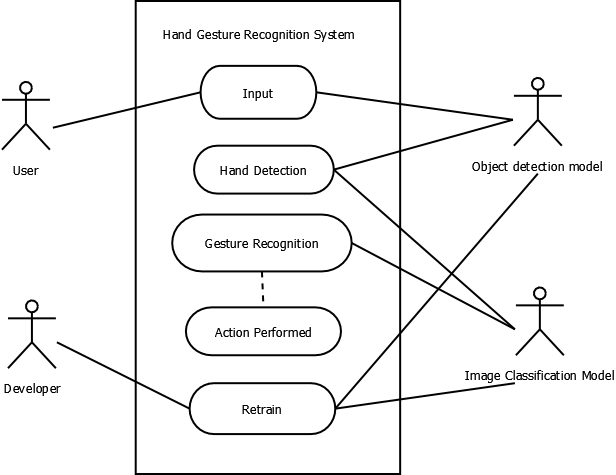 Hand Gesture Recognition System
Input
User
Hand Detection
Object detection model
Gesture Recognition
Action Performed
Developer
Image Classification Model
Retrain